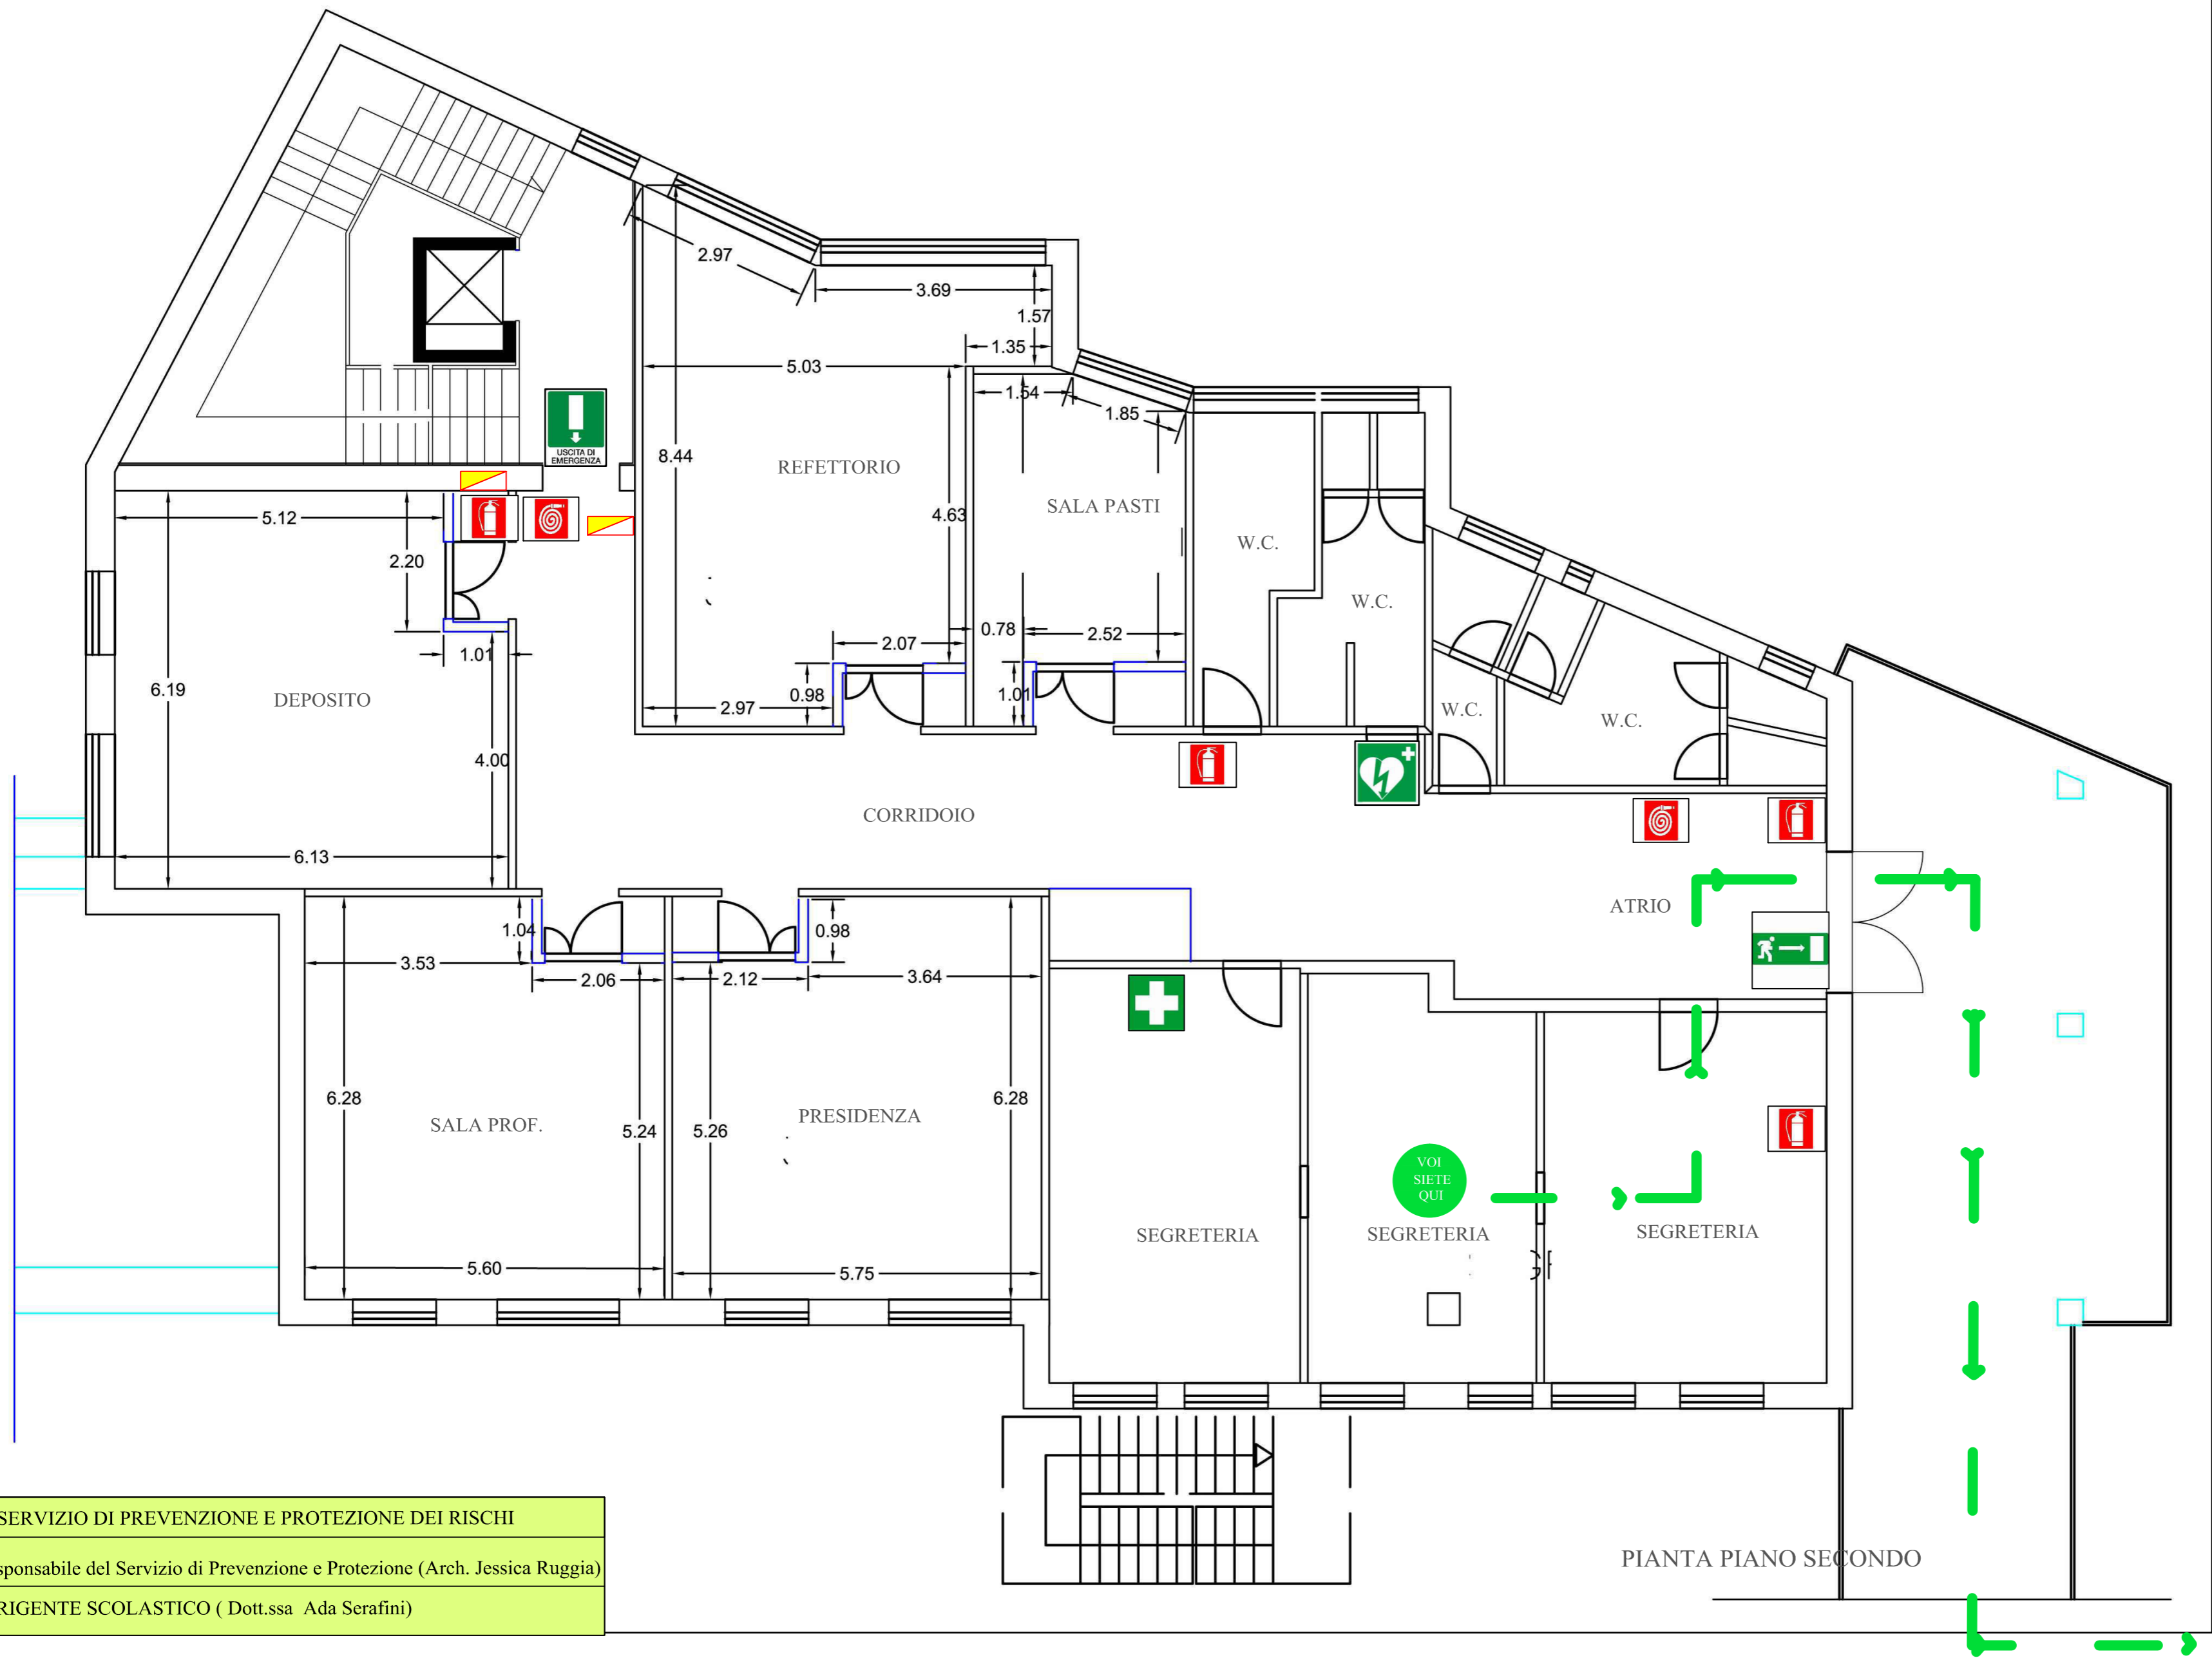 2.97
3.69
1.57
1.35
5.03
1.54
1.85
USCITA DI
EMERGENZA
8.44
REFETTORIO
SALA PASTI
5.12
4.63
2.20
W.C.
W.C.
0.78
2.52
2.07
1.01
6.19
DEPOSITO
0.98
1.01
2.97
W.C.
W.C.
4.00
CORRIDOIO
6.13
ATRIO
1.04
0.98
3.53
2.06
2.12
3.64
6.28
6.28
SALA PROF.
5.24
5.26
PRESIDENZA
VOI
SIETE
QUI
SEGRETERIA
SEGRETERIA
SEGRETERIA
5.60
5.75
SERVIZIO DI PREVENZIONE E PROTEZIONE DEI RISCHI
sponsabile del Servizio di Prevenzione e Protezione (Arch. Jessica Ruggia)
RIGENTE SCOLASTICO ( Dott.ssa Ada Serafini)
PIANTA PIANO SECONDO